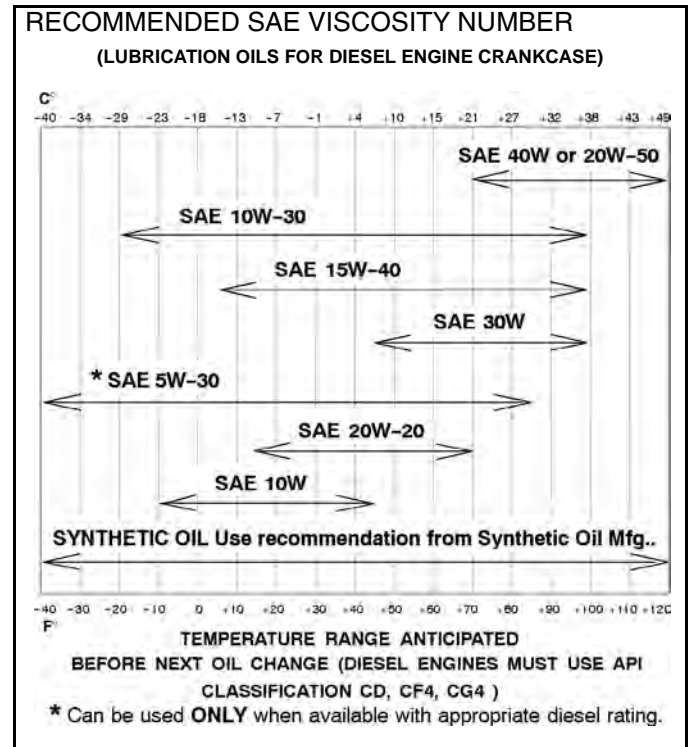 RECOMMENDED SAE VISCOSITY NUMBER
(LUBRICATION OILS FOR DIESEL ENGINE CRANKCASE)
C°
-40 -34 -29 -23 -18 -13 -7 -1 +4 +10 +15 +21 +27 +32 +38 +43 +49
SAE 40W or 20W-50
SAE 10W-30
SAE 15W-40
SAE 30W
* SAE 5W-30
SAE 20W-20
SAE 10W
SYNTHETIC OIL Use recommendation from Synthetic Oil Mfg..
-40 -30 -20 -10 0 +10 +20 +30 +40 +50 +60 +70 +80 +90 +100 +110 +120
F°
TEMPERATURE RANGE ANTICIPATED
BEFORE NEXT OIL CHANGE (DIESEL ENGINES MUST USE API
CLASSIFICATION CD, CF4, CG4 )
* Can be used ONLY when available with appropriate diesel rating.